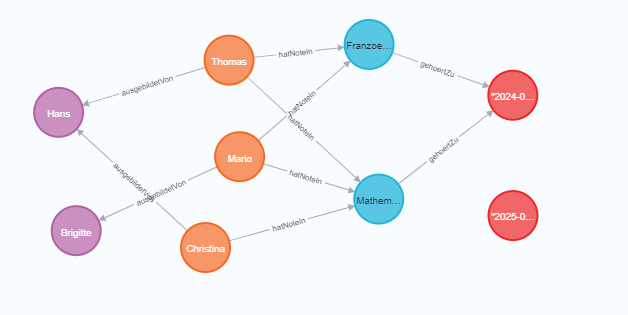 Thomas
hatNoteIn
Franzoe...
gehoertZu
"2024-0...
ausgebildetVon
Hans
hatNoteIn
hatNoteIn
Mario
hatNoteIn
ausgebildetVon
ausgebildetVon
Mathem...
gehoertZu
"2025-0...
Brigitte
Christina
hatNoteIn